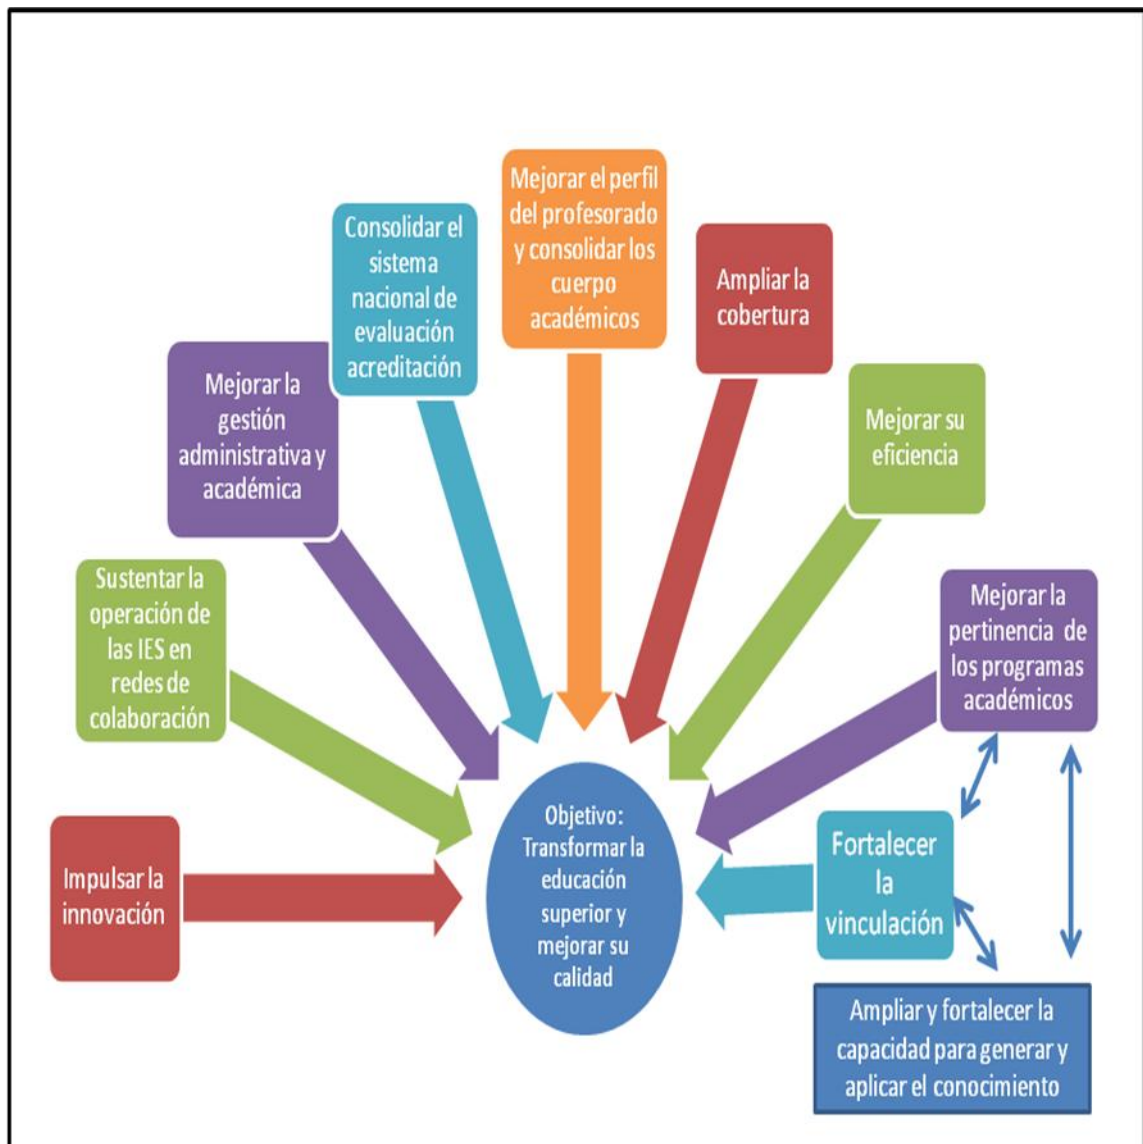 Mejorar el perfil
del profesorado
y consolidar los
cuerpo
académicos
Consolidar el
sistema
nacional de
evaluación
acreditación
Ampliar la
cobertura
Mejorar la
gestión
administrativa y
académica
Mejorar su
eficiencia
Sustentar la
operación de
las IES en
redes de
colaboración
Mejorar la
pertinencia de
los programas
académicos
Impulsar la
innovación
Objetivo:
Transformar la
educación
superior y
mejorar su
calidad
Fortalecer
la
vinculación
Ampliar y fortalecer la
capacidad para generar y
aplicar el conocimiento